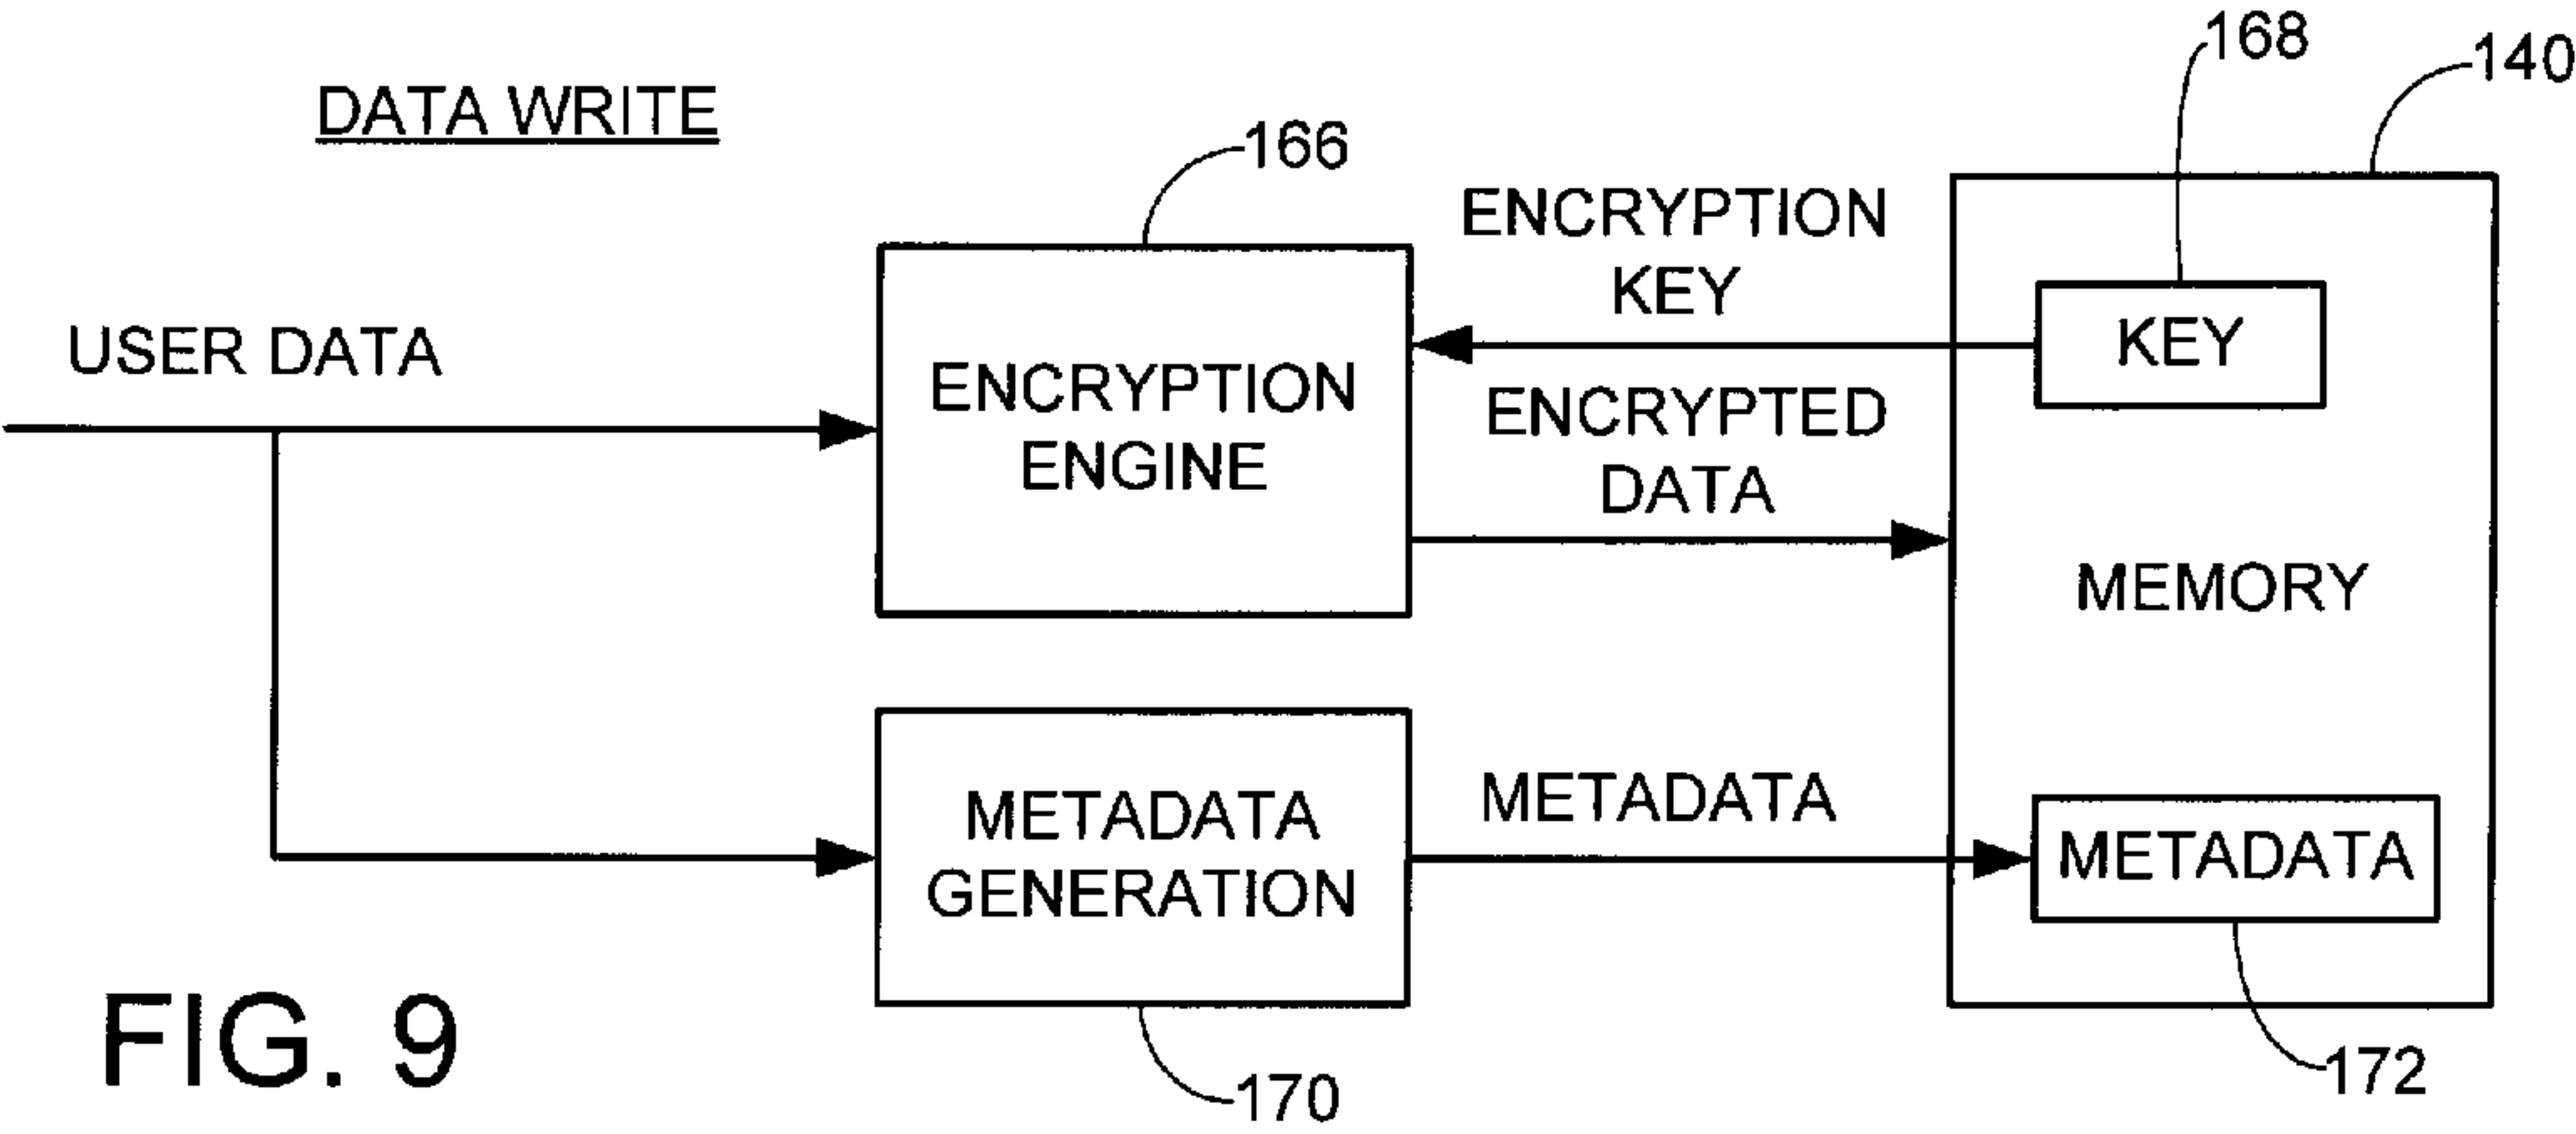 168
140
DATA WRITE
166
ENCRYPTION
KEY
KEY
USER DATA
ENCRYPTION
ENGINE
ENCRYPTED
DATA
MEMORY
METADATA
GENERATION
METADATA
METADATA
FIG. 9
170
172